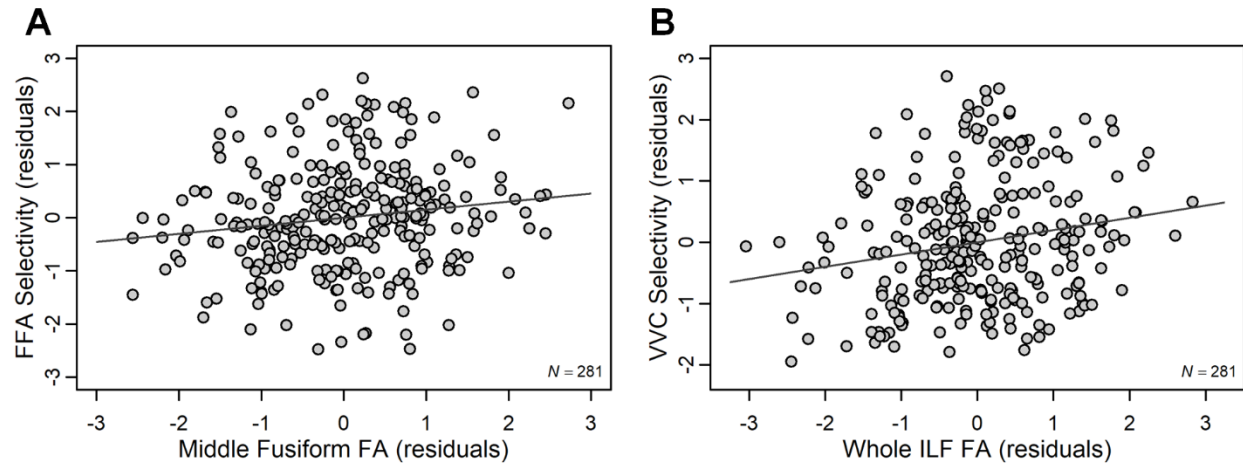 A
FFA Selectivity (residuals)
3
2
1
0
-1
-2
-3
N = 281
-3 -2 -1 0 1 2 3
Middle Fusiform FA (residuals)
B
VVC Selectivity (residuals)
3
2
1
0
-1
-2
N = 281
-3 -2 -1 0 1 2 3
Whole ILF FA (residuals)